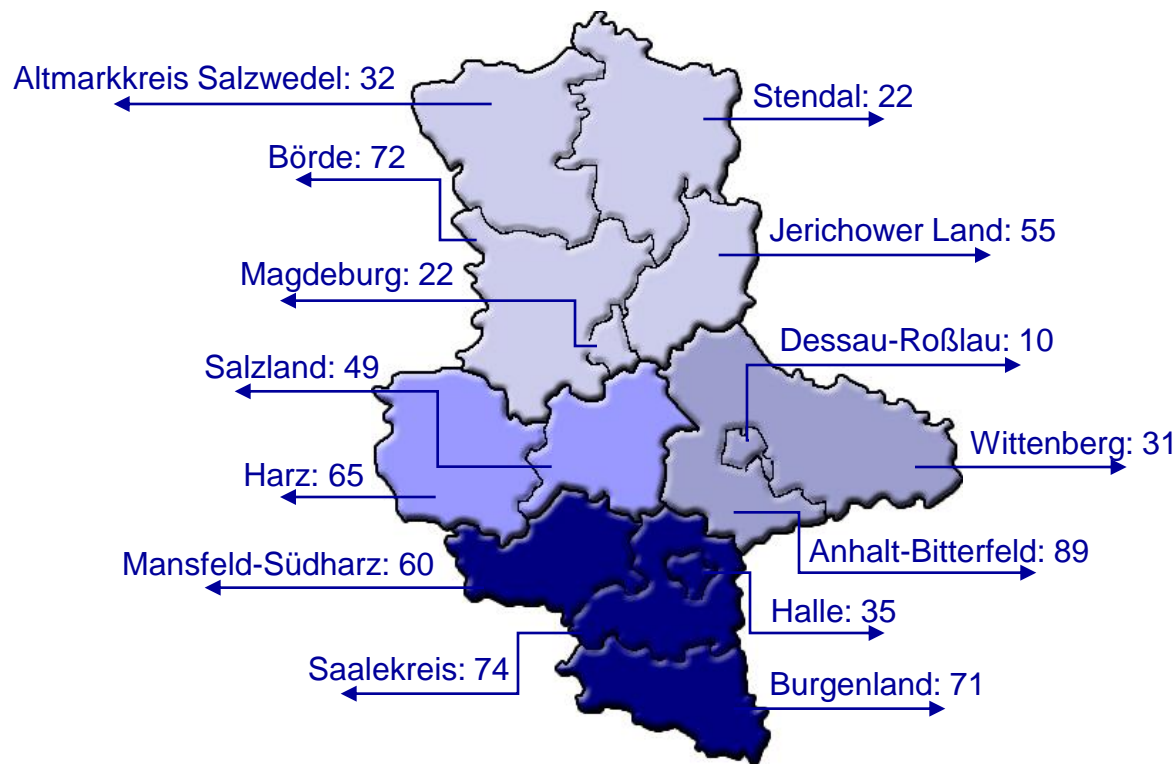 Altmarkkreis Salzwedel: 32
Stendal: 22
Börde: 72
Jerichower Land: 55
Magdeburg: 22
Dessau-Roßlau: 10
Salzland: 49
Wittenberg: 31
Harz: 65
Anhalt-Bitterfeld: 89
Mansfeld-Südharz: 60
Halle: 35
Saalekreis: 74
Burgenland: 71